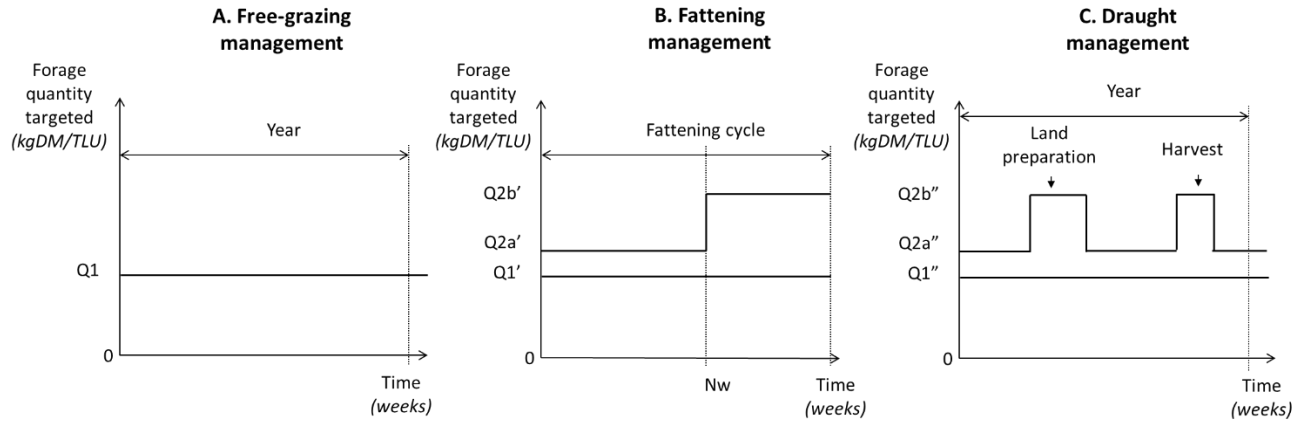 A. Free-grazing
management
Forage
quantity
targeted
(kgDM/TLU)
Year
Q1
0
Time
(weeks)
B. Fattening
management
Forage
quantity
targeted
(kgDM/TLU)
Fattening cycle
Q2b’
Q2a’
Q1’
0
Nw
Time
(weeks)
C. Draught
management
Forage
quantity
targeted
(kgDM/TLU)
Year
Land
preparation
Harvest
Q2b”
Q2a”
Q1”
0
Time
(weeks)